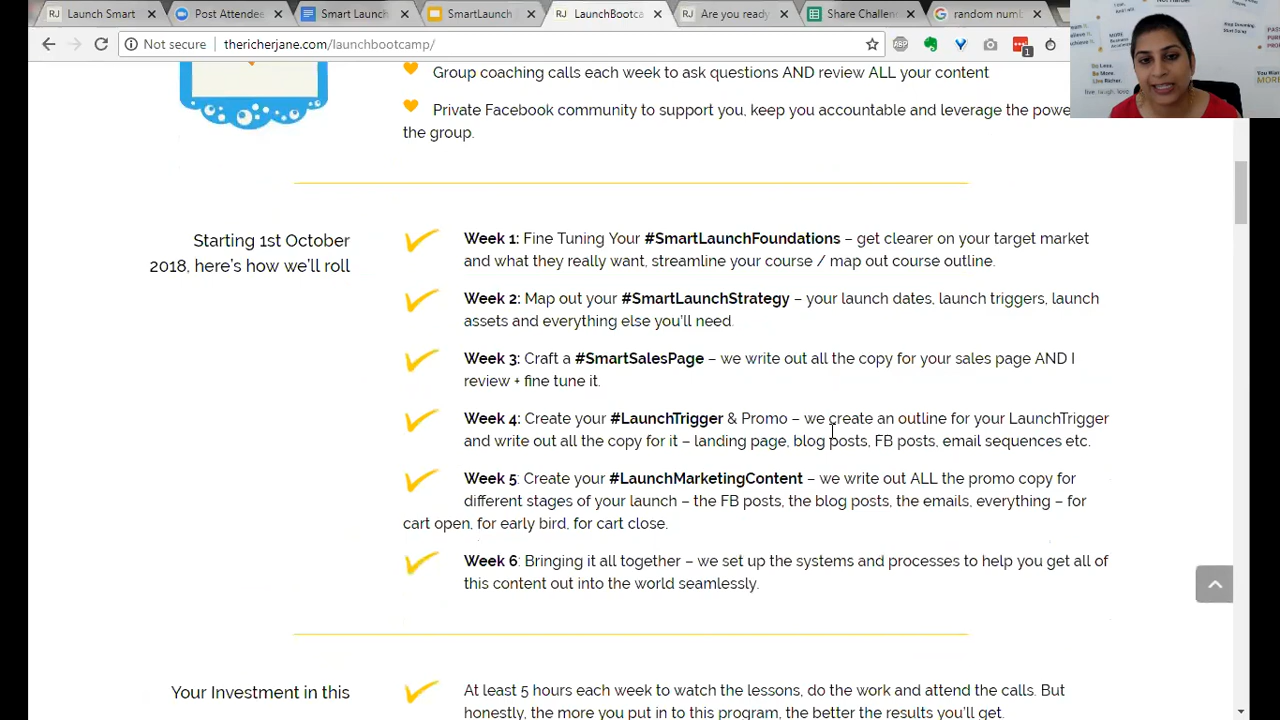 Launch Smart
Post Attende
Smart Launch
Smart launch
LaunchBootca
Are you ready
Share Challen
random num
Not secure
thericherjane.com/launchbootcamp/
ABP
1
Group coaching calls each week to ask questions AND review ALL your content
Private Facebook community to support you, keep you accountable and leverage the powe
the group.
Starting 1st October
2018, here's how we'll roll
Week 1: Fine Tuning Your #SmartLaunchFoundations – get clearer on your target market
and what they really want, streamline your course / map out course outline.
Week 2: Map out your #SmartLaunchStrategy – your launch dates, launch triggers, launch
assets and everything else you'll need.
Week 3: Craft a #SmartSalesPage – we write out all the copy for your sales page AND I
review + fine tune it.
Week 4: Create your #LaunchTrigger & Promo – we create an outline for your LaunchTrigger
and write out all the copy for it – landing page, blog posts, FB posts, email sequences etc.
Week 5: Create your #LaunchMarketingContent – we write out ALL the promo copy for
different stages of your launch – the FB posts, the blog posts, the emails, everything – for
cart open, for early bird, for cart close.
Week 6: Bringing it all together – we set up the systems and processes to help you get all of
this content out into the world seamlessly.
Your Investment in this
At least 5 hours each week to watch the lessons, do the work and attend the calls. But
honestly, the more you put in to this program, the better the results you'll get.